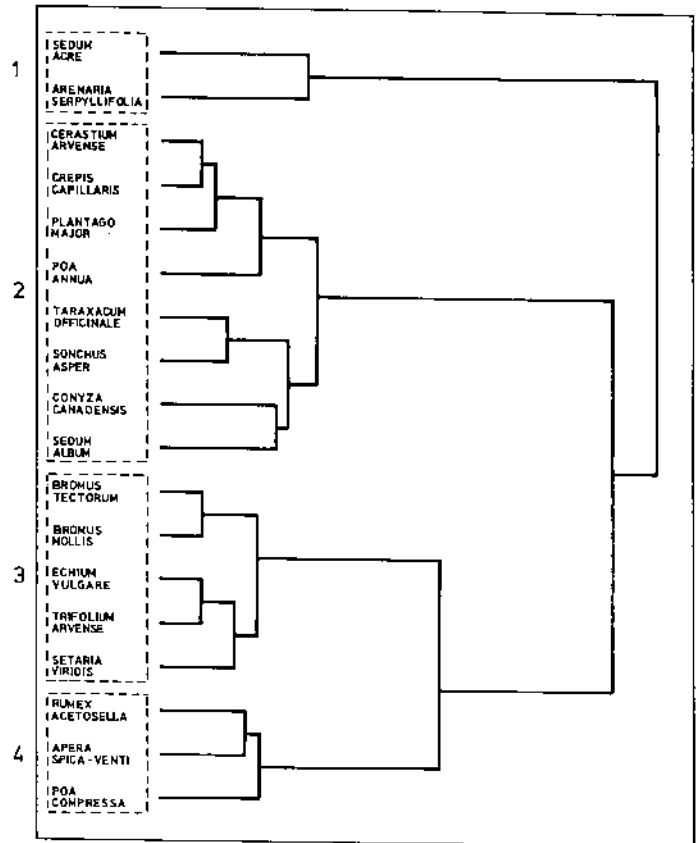 1
SEDUM
ACRE
ARENARIA
SERPYLLIFOLIA
2
CERASTIUM
ARVENSE
CREPIS
CAPILLARIS
PLANTAGO
MAJOR
POA
ANNUA
TARAXACUM
OFFICINALE
SONCHUS
ASPER
CONYZA
CANADENSIS
SEDUM
ALBUM
3
BROMUS
TECTORUM
BROMUS
MOLLIS
ECHIUM
VULGARE
TRIFOLIUM
ARVENSE
SETARIA
VIRIDIS
4
RUMEX
ACETOSELLA
APERA
SPICA-VENTI
POA
COMPRESSA